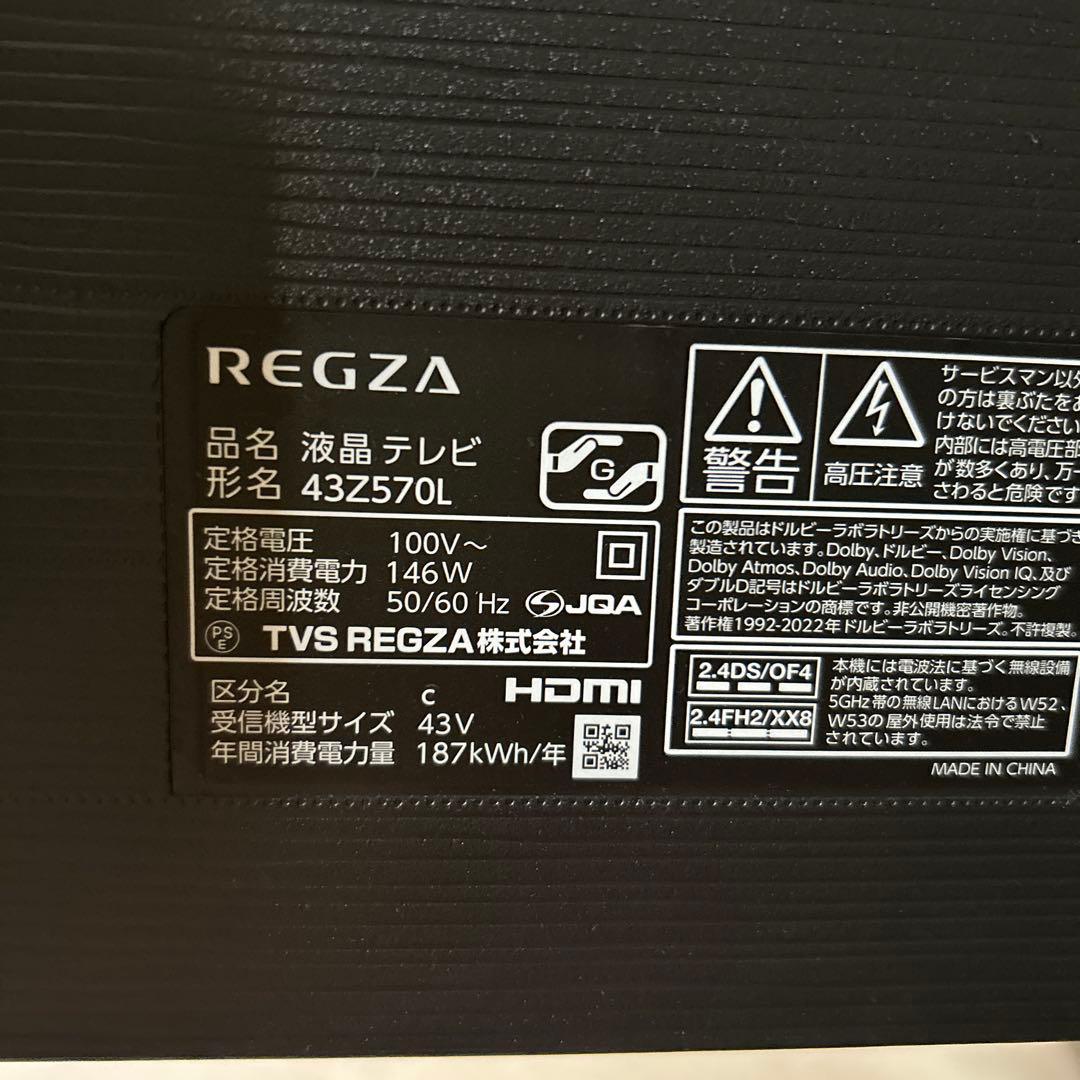 REGZA
品名 液晶 テレビ
形名 43Z570L
G
定格電圧 100V～
定格消費電力 146W
定格周波数 50/60 Hz JQA
PS
E
TVS REGZA株式会社
区分名 c HDMI
受信機型サイズ 43V
年間消費電力量 187kWh/年
警告
高圧注意
サービスマン以外
の方は裏ぶたをあ
けないでください
内部には高電圧部
が数多くあり、万一
さわると危険です
この製品はドルビーラボラトリーズからの実施権に基づき
製造されています。Dolby、ドルビー、Dolby Vision、
Dolby Atmos、Dolby Audio、Dolby Vision IQ、及び
ダブルD記号はドルビーラボラトリーズライセンシング
コーポレーションの商標です。非公開機密著作物。
著作権1992-2022年ドルビーラボラトリーズ。不許複製。
2.4DS/OF4
2.4FH2/XX8
本機には電波法に基づく無線設備
が内蔵されています。
5GHz帯の無線LANにおけるW52、
W53の屋外使用は法令で禁止
されています。
MADE IN CHINA